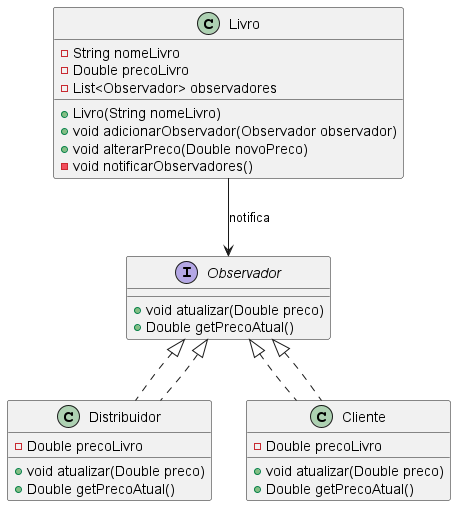 C Livro
String nomeLivro
Double precoLivro
List<Observador> observadores
Livro(String nomeLivro)
void adicionarObservador(Observador observador)
void alterarPreco(Double novoPreco)
void notificarObservadores()
notifica
I Observador
void atualizar(Double preco)
Double getPrecoAtual()
C Distribuidor
Double precoLivro
void atualizar(Double preco)
Double getPrecoAtual()
C Cliente
Double precoLivro
void atualizar(Double preco)
Double getPrecoAtual()